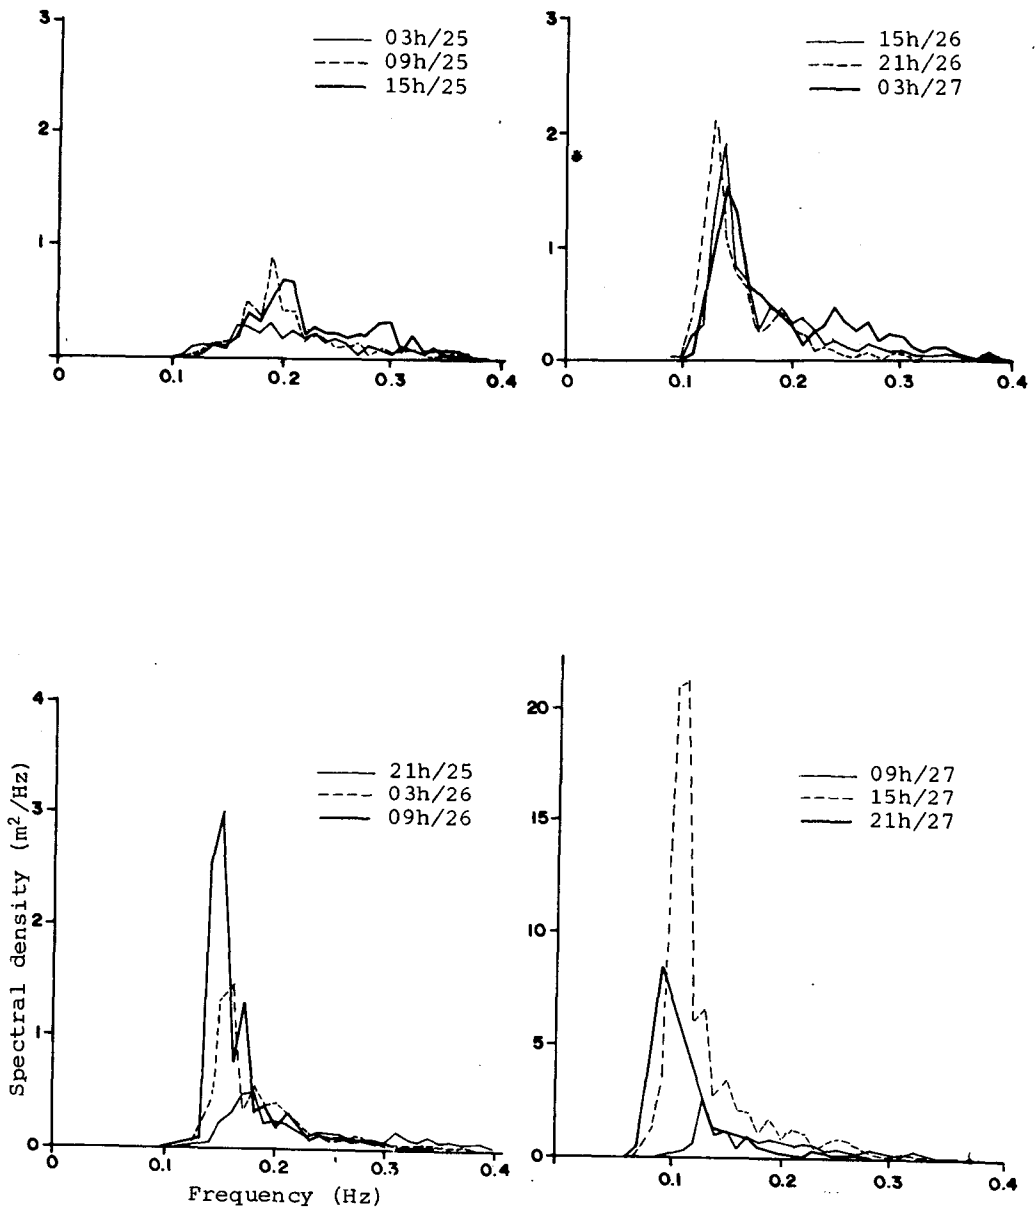 3
2
1
0
0.1
0.2
0.3
0.4
03h/25
09h/25
15h/25
3
2
1
0
0
0.1
0.2
0.3
0.4
15h/26
21h/26
03h/27
4
3
2
1
0
0
0.1
0.2
0.3
0.4
21h/25
03h/26
09h/26
Spectral density (m²/Hz)
Frequency (Hz)
20
15
10
5
0
0.1
0.2
0.3
0.4
09h/27
15h/27
21h/27